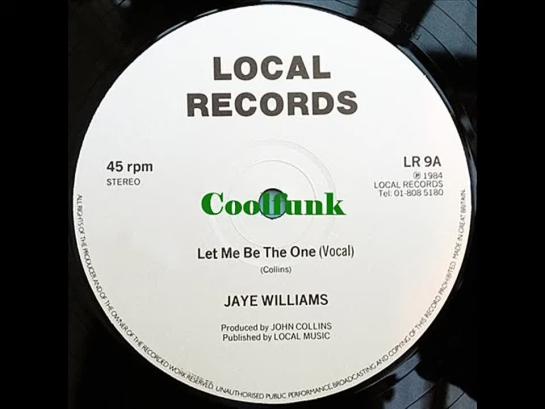 LOCAL
RECORDS
45 rpm
STEREO
LR 9A
℗ 1984
LOCAL RECORDS
Tel: 01-808 5180
Coolfunk
Let Me Be The One (Vocal)
(Collins)
JAYE WILLIAMS
Produced by JOHN COLLINS
Published by LOCAL MUSIC
ALL RIGHTS OF THE PRODUCER AND OF THE OWNER OF THE RECORDED WORK RESERVED. UNAUTHORISED PUBLIC PERFORMANCE, BROADCASTING AND COPYING OF THIS RECORD PROHIBITED. MADE IN GREAT BRITAIN.